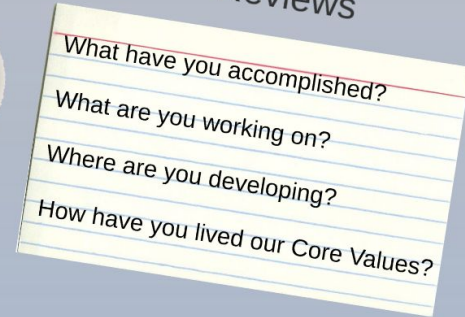 What have you accomplished?
What are you working on?
Where are you developing?
How have you lived our Core Values?